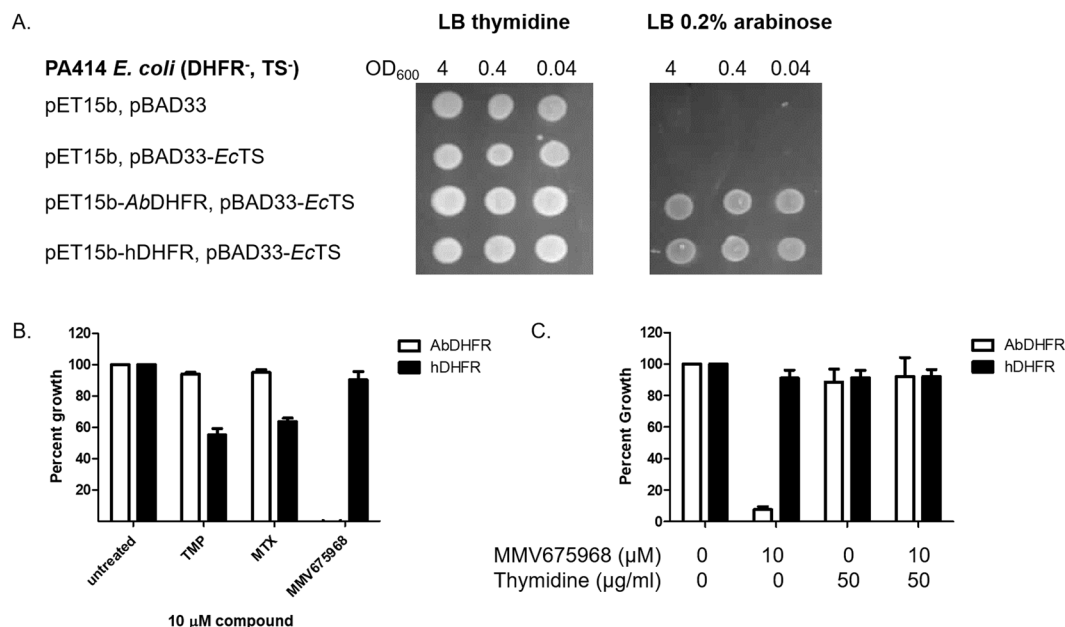 A.
LB thymidine LB 0.2% arabinose
PA414 E. coli (DHFR-, TS-) OD600 4 0.4 0.04 4 0.4 0.04
pET15b, pBAD33
pET15b, pBAD33-EcTS
pET15b-AbDHFR, pBAD33-EcTS
pET15b-hDHFR, pBAD33-EcTS
B.
Percent growth
120
100
80
60
40
20
untreated
TMP
MTX
MMV675968
10 μM compound
AbDHFR
hDHFR
C.
Percent Growth
120
100
80
60
40
20
0
AbDHFR
hDHFR
MMV675968 (μM) 0 10 0 10
Thymidine (μg/ml) 0 0 50 50